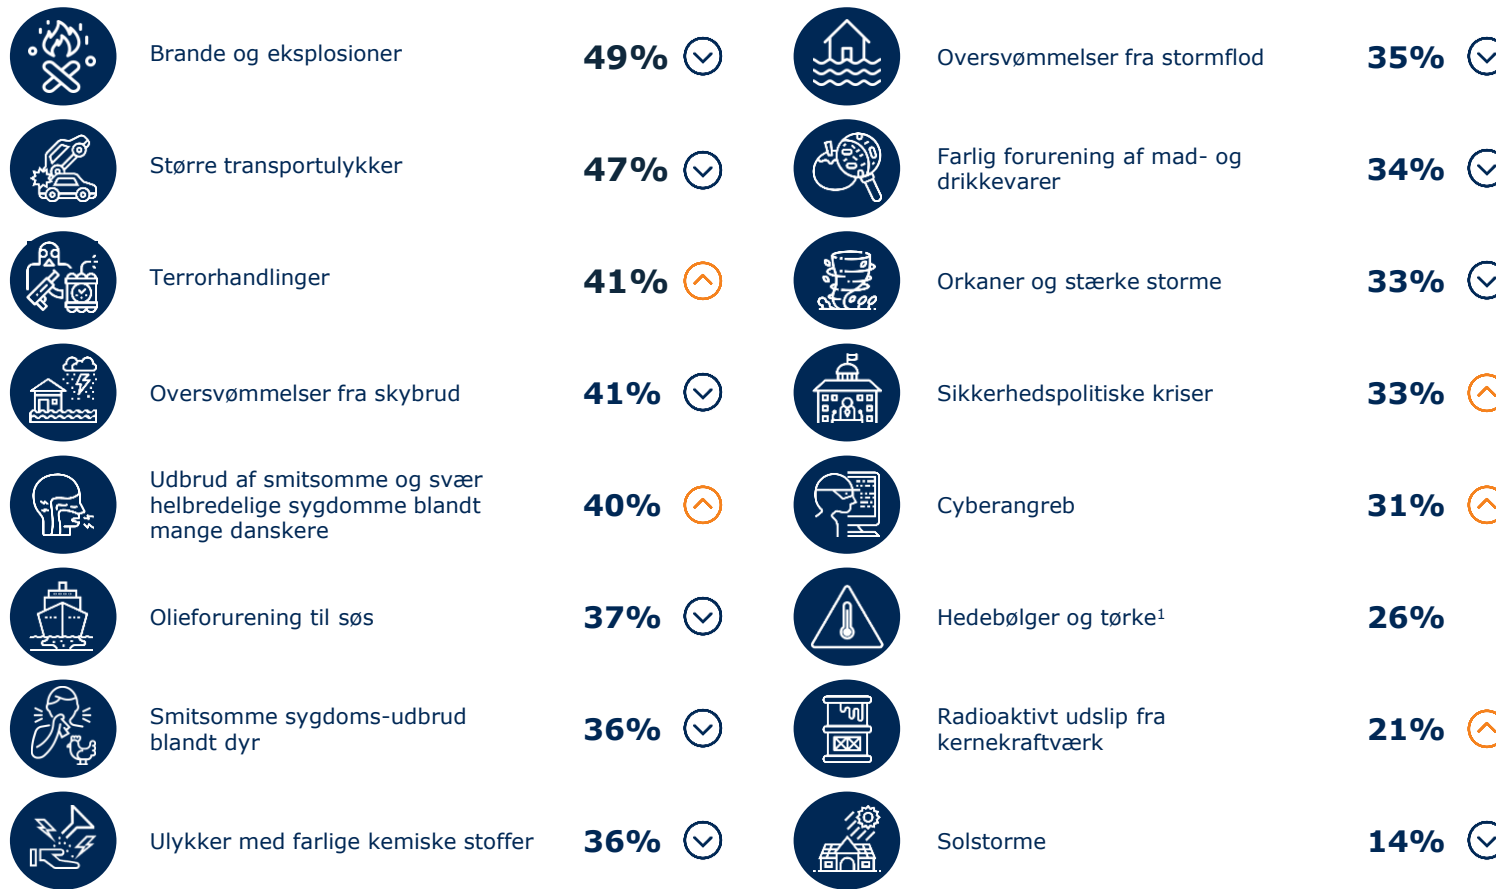 Brande og eksplosioner
49%
Større transportulykker
47%
Terrorhandlinger
41%
Oversvømmelser fra skybrud
41%
Udbrud af smitsomme og svær
helbredelige sygdomme blandt
mange danskere
40%
Olieforurening til søs
37%
Smitsomme sygdoms-udbrud
blandt dyr
36%
Ulykker med farlige kemiske stoffer
36%
Oversvømmelser fra stormflod
35%
Farlig forurening af mad- og
drikkevarer
34%
Orkaner og stærke storme
33%
Sikkerhedspolitiske kriser
33%
Cyberangreb
31%
Hedebølger og tørke¹
26%
Radioaktivt udslip fra
kernekraftværk
21%
Solstorme
14%